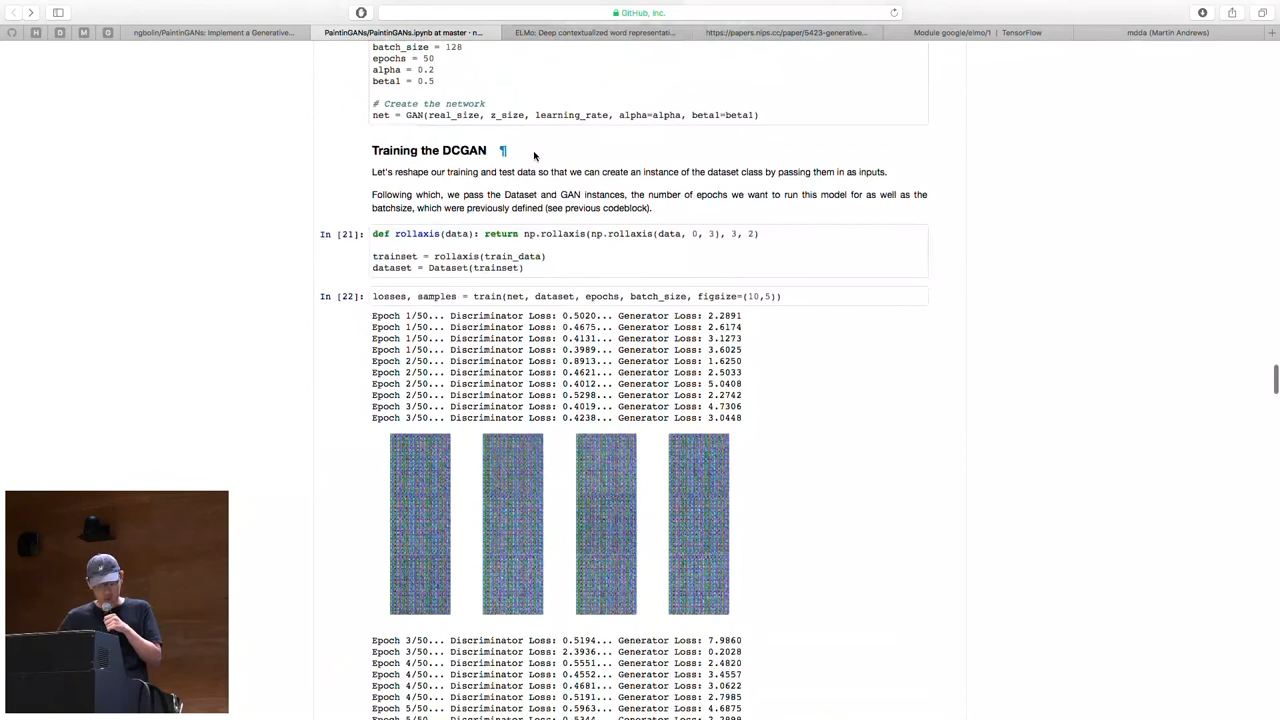 GitHub, Inc.
H
D
M
G
ngbolin/PaintinGANs: Implement a Generative...
PaintinGANs/PaintinGANs.ipynb at master · n...
ELMo: Deep contextualized word representati...
https://papers.nips.cc/paper/5423-generative...
Module google/elmo/1 | TensorFlow
mdda (Martin Andrews)
batch_size = 128
epochs = 50
alpha = 0.2
beta1 = 0.5
# Create the network
net = GAN(real_size, z_size, learning_rate, alpha=alpha, beta1=beta1)
Training the DCGAN ¶
Let's reshape our training and test data so that we can create an instance of the dataset class by passing them in as inputs.
Following which, we pass the Dataset and GAN instances, the number of epochs we want to run this model for as well as the
batchsize, which were previously defined (see previous codeblock).
In [21]: def rollaxis(data): return np.rollaxis(np.rollaxis(data, 0, 3), 3, 2)
trainset = rollaxis(train_data)
dataset = Dataset(trainset)
In [22]: losses, samples = train(net, dataset, epochs, batch_size, figsize=(10,5))
Epoch 1/50... Discriminator Loss: 0.5020... Generator Loss: 2.2891
Epoch 1/50... Discriminator Loss: 0.4675... Generator Loss: 2.6174
Epoch 1/50... Discriminator Loss: 0.4131... Generator Loss: 3.1273
Epoch 1/50... Discriminator Loss: 0.3989... Generator Loss: 3.6025
Epoch 2/50... Discriminator Loss: 0.8913... Generator Loss: 1.6250
Epoch 2/50... Discriminator Loss: 0.4621... Generator Loss: 2.5033
Epoch 2/50... Discriminator Loss: 0.4012... Generator Loss: 5.0408
Epoch 2/50... Discriminator Loss: 0.5298... Generator Loss: 2.2742
Epoch 3/50... Discriminator Loss: 0.4019... Generator Loss: 4.7306
Epoch 3/50... Discriminator Loss: 0.4238... Generator Loss: 3.0448
Epoch 3/50... Discriminator Loss: 0.5194... Generator Loss: 7.9860
Epoch 3/50... Discriminator Loss: 2.3936... Generator Loss: 0.2028
Epoch 4/50... Discriminator Loss: 0.5551... Generator Loss: 2.4820
Epoch 4/50... Discriminator Loss: 0.4552... Generator Loss: 3.4557
Epoch 4/50... Discriminator Loss: 0.4681... Generator Loss: 3.0622
Epoch 4/50... Discriminator Loss: 0.5191... Generator Loss: 2.7985
Epoch 5/50... Discriminator Loss: 0.5963... Generator Loss: 4.6875
Epoch 5/50... Discriminator Loss: 0.5344... Generator Loss: 2.2999